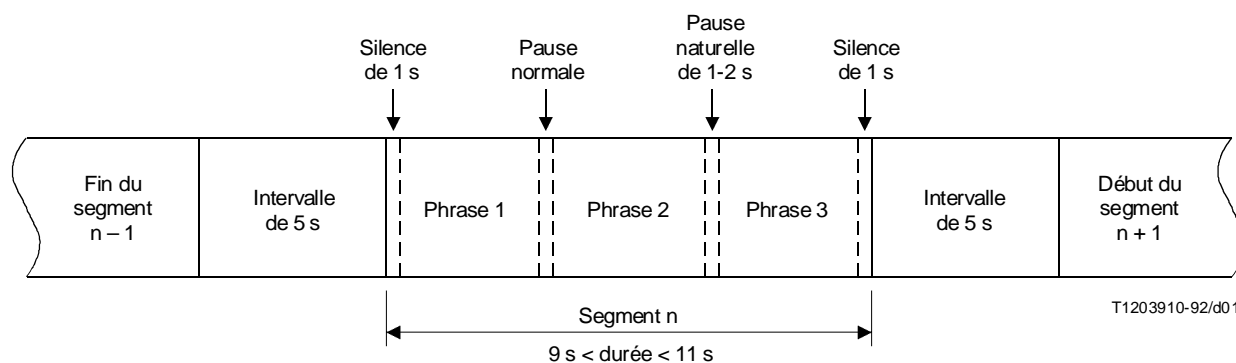 Silence
de 1 s
Pause
normale
Pause
naturelle
de 1-2 s
Silence
de 1 s
Fin du
segment
n – 1
Intervalle
de 5 s
Phrase 1
Phrase 2
Phrase 3
Intervalle
de 5 s
Début du
segment
n + 1
T1203910-92/d01
Segment n
9 s < durée < 11 s